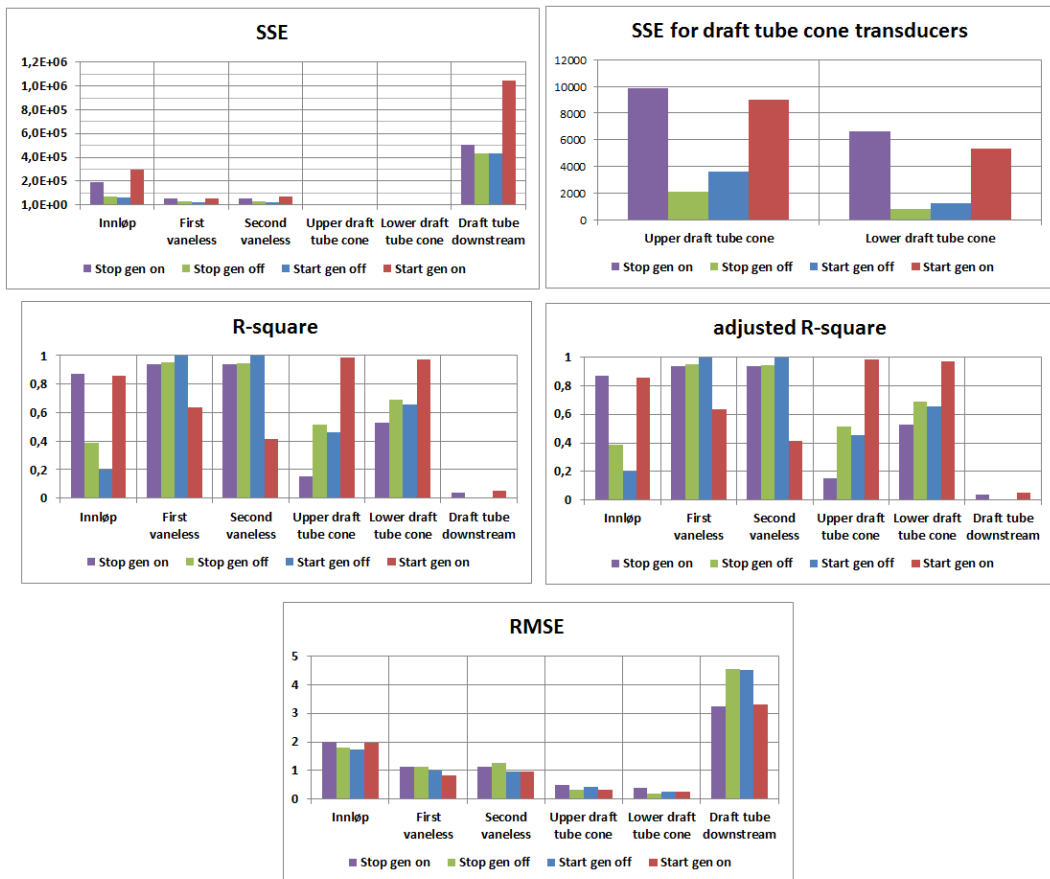 SSE
1,2E+06
1,0E+06
8,0E+05
6,0E+05
4,0E+05
2,0E+05
1,0E+00
Innløp
First vaneless
Second vaneless
Upper draft tube cone
Lower draft tube cone
Draft tube downstream
Stop gen on
Stop gen off
Start gen off
Start gen on
SSE for draft tube cone transducers
12000
10000
8000
6000
4000
2000
0
Upper draft tube cone
Lower draft tube cone
Stop gen on
Stop gen off
Start gen off
Start gen on
R-square
1
0,8
0,6
0,4
0,2
0
Innløp
First vaneless
Second vaneless
Upper draft tube cone
Lower draft tube cone
Draft tube downstream
Stop gen on
Stop gen off
Start gen off
Start gen on
adjusted R-square
1
0,8
0,6
0,4
0,2
0
Innløp
First vaneless
Second vaneless
Upper draft tube cone
Lower draft tube cone
Draft tube downstream
Stop gen on
Stop gen off
Start gen off
Start gen on
RMSE
5
4
3
2
1
0
Innløp
First vaneless
Second vaneless
Upper draft tube cone
Lower draft tube cone
Draft tube downstream
Stop gen on
Stop gen off
Start gen off
Start gen on